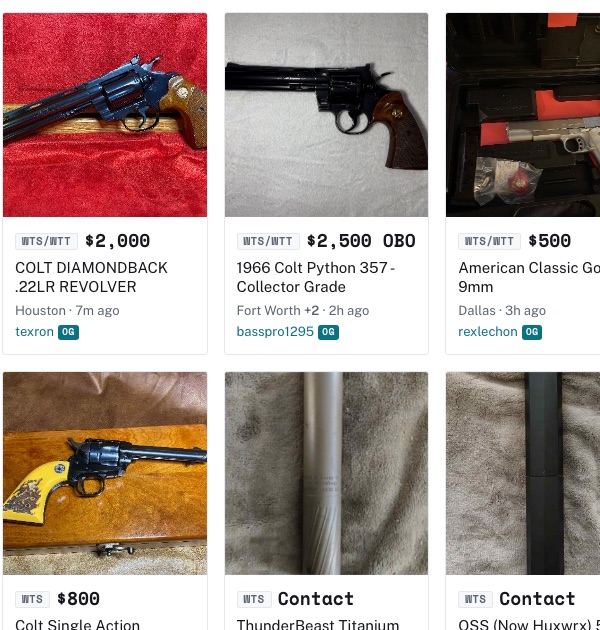 WTS/WTT $2,000
COLT DIAMONDBACK
.22LR REVOLVER
Houston · 7m ago
texron OG
WTS/WTT $2,500 OBO
1966 Colt Python 357 -
Collector Grade
Fort Worth +2 · 2h ago
basspro1295 OG
WTS/WTT $500
American Classic Go
9mm
Dallas · 3h ago
rexlechon OG
WTS $800
Colt Single Action
WTS Contact
ThunderBeast Titanium
WTS Contact
OSS (Now Huxwrx) 5